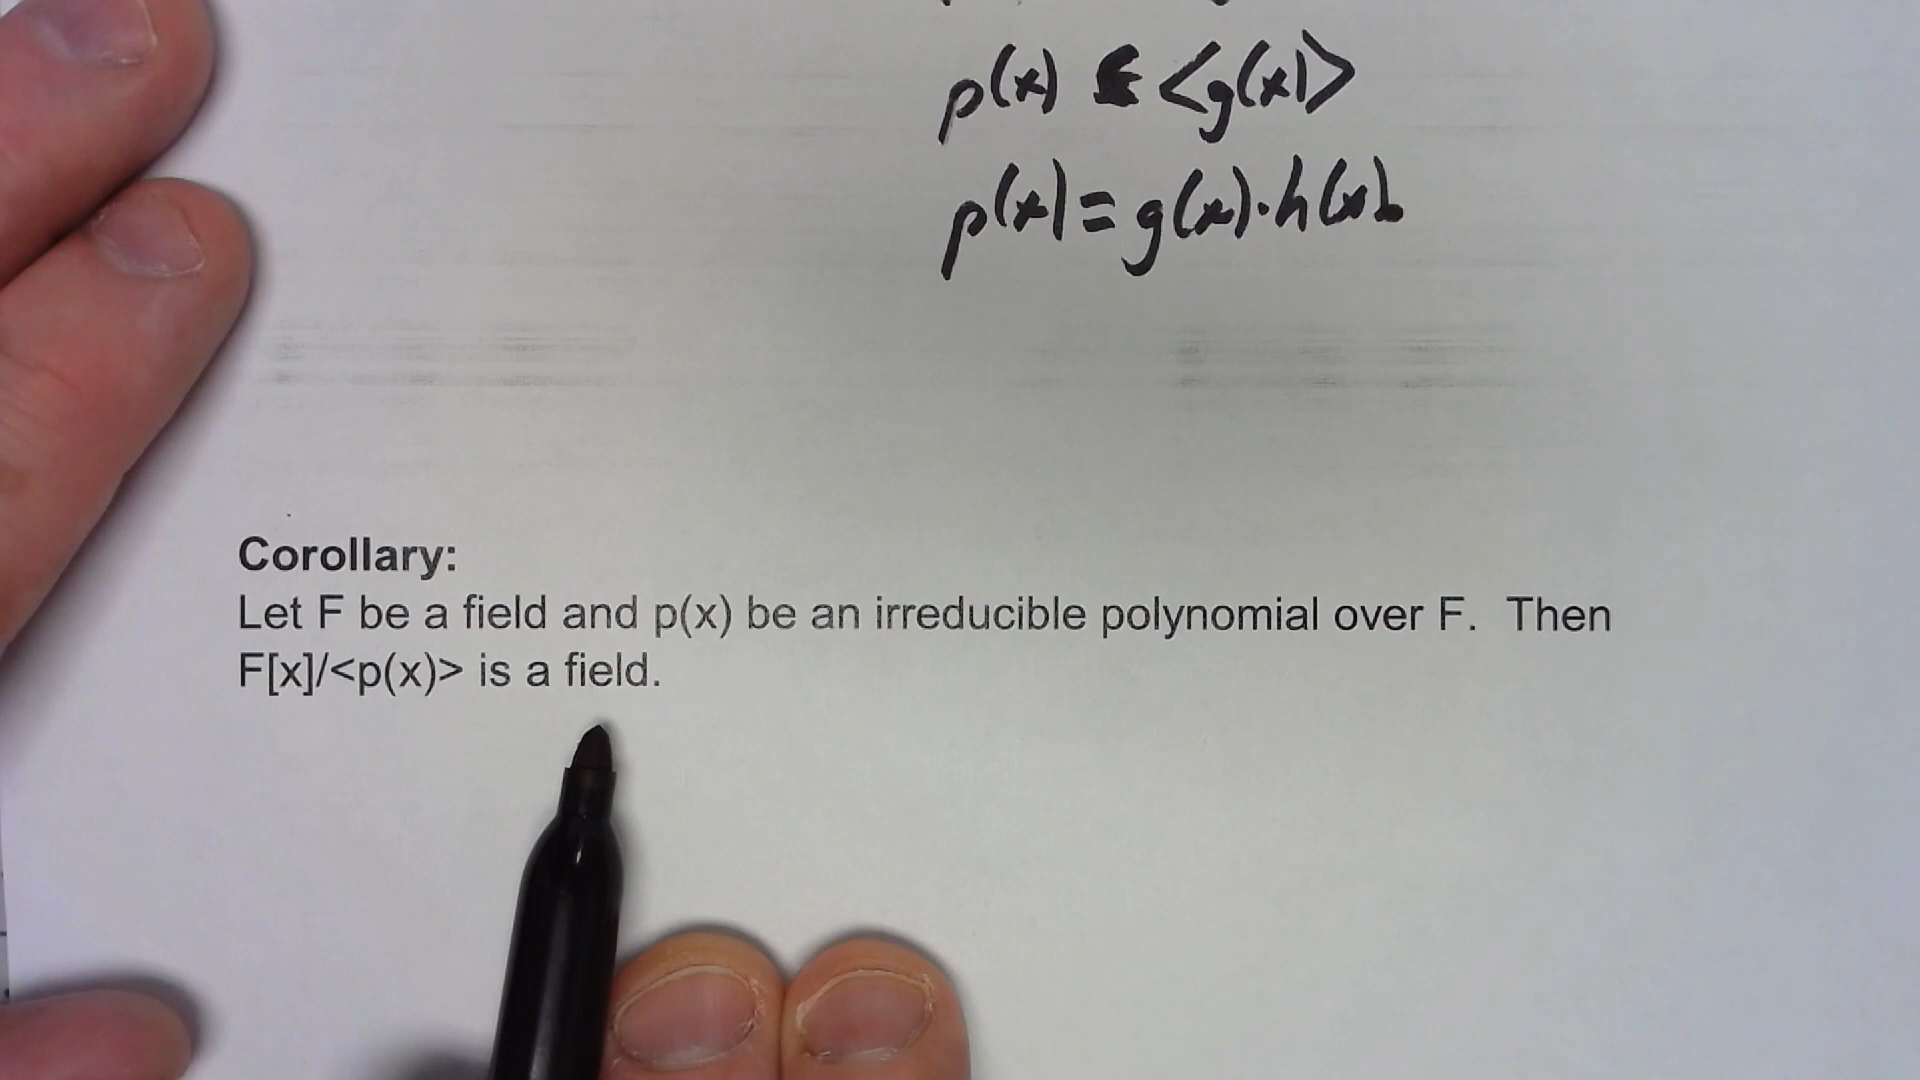 p(x) ∈ <g(x)>
p(x) = g(x)·h(x).
Corollary:
Let F be a field and p(x) be an irreducible polynomial over F. Then
F[x]/<p(x)> is a field.